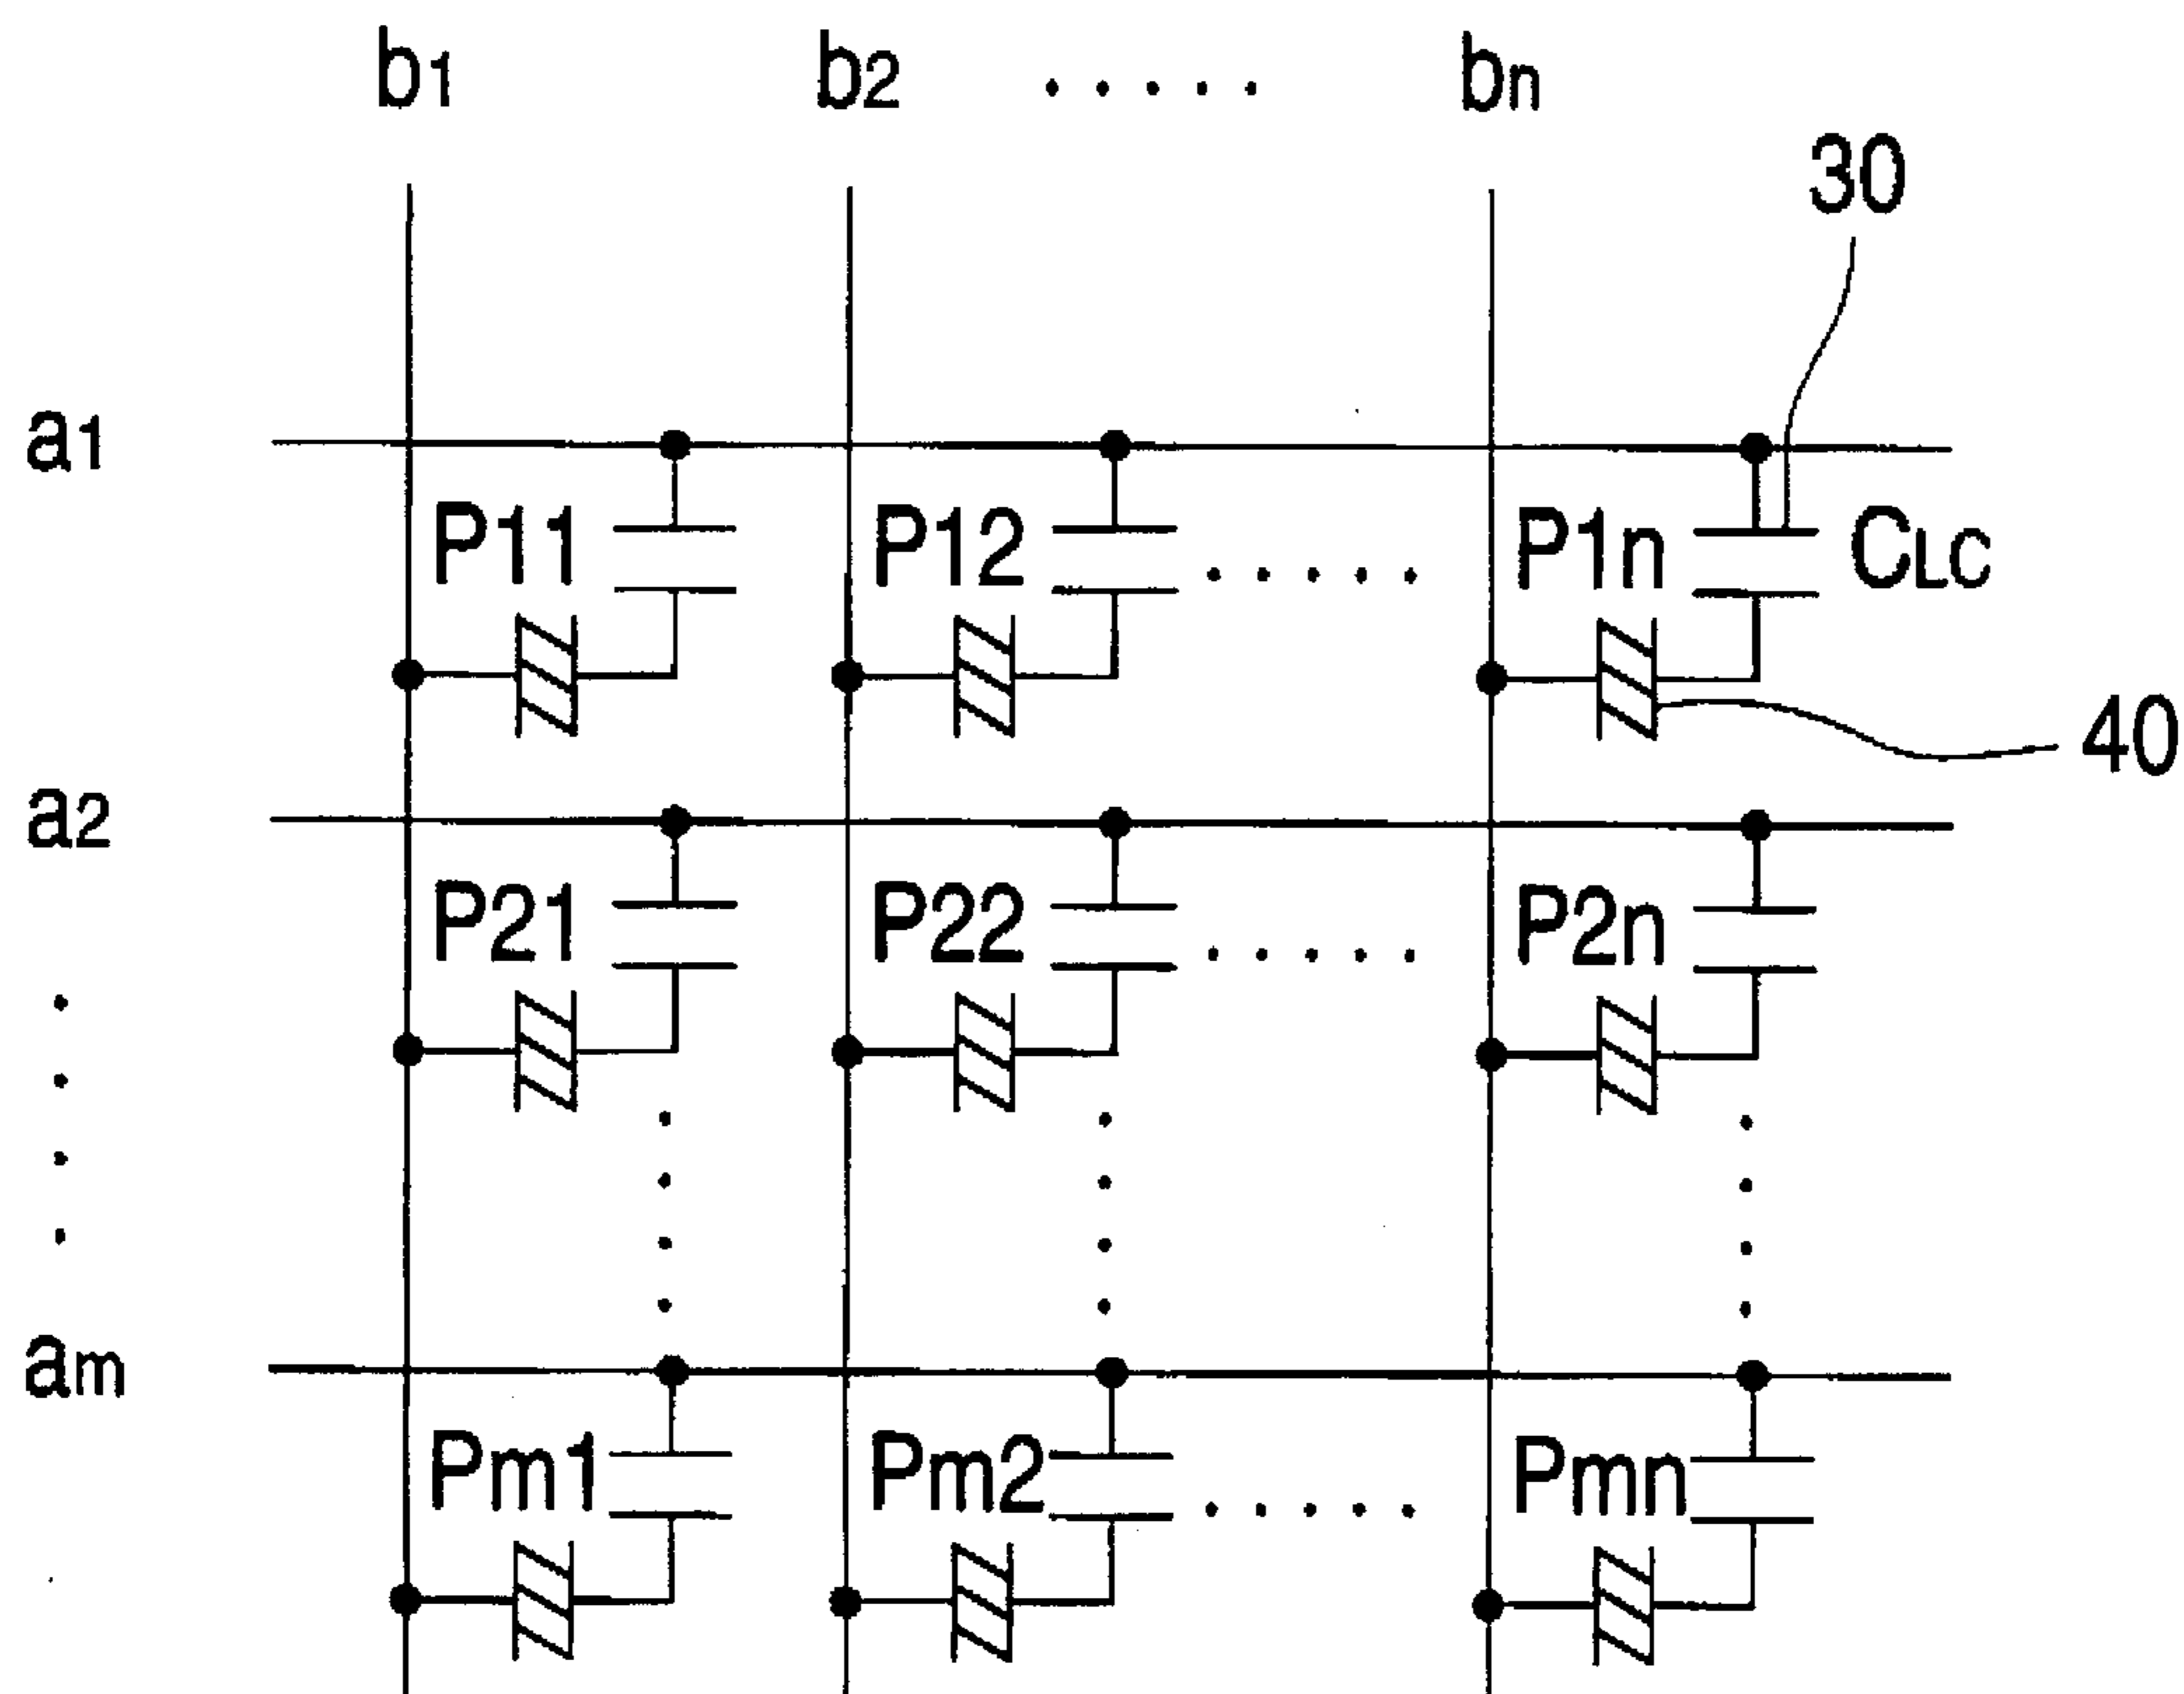 b1 b2 ..... bn
30
a1
P11 P12 ..... P1n CLC
40
a2
P21 P22 ..... P2n
am
Pm1 Pm2 ..... Pmn